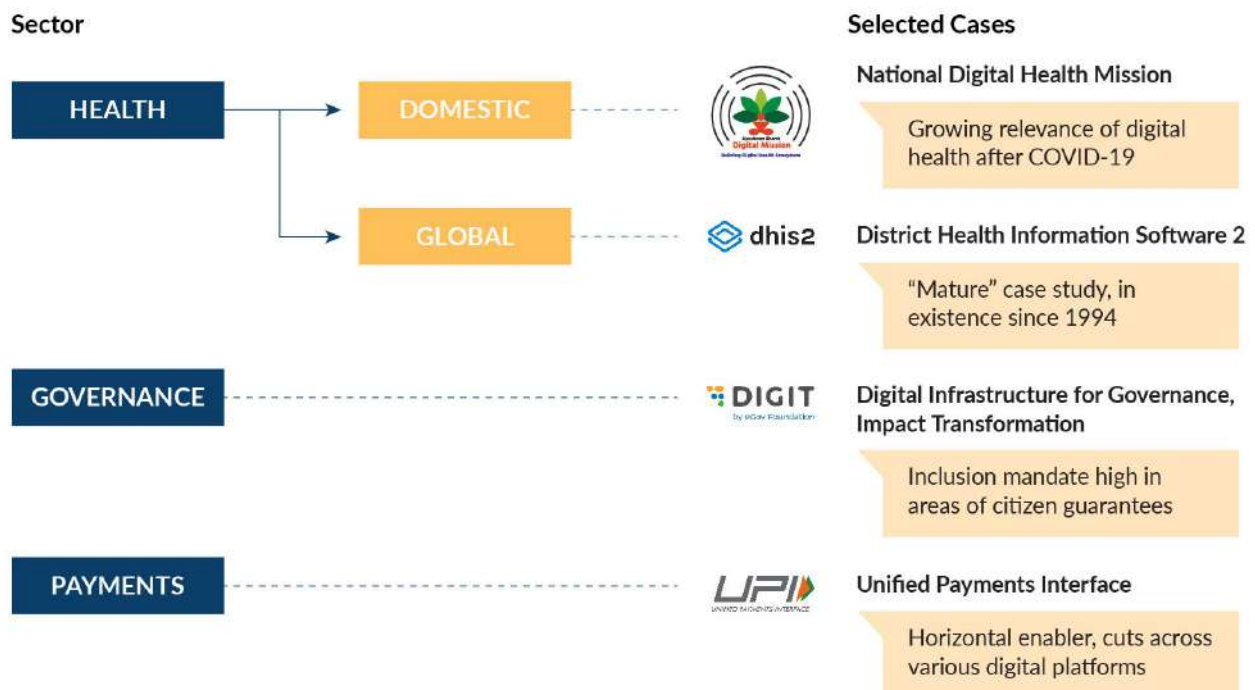 Sector
Selected Cases
HEALTH
DOMESTIC
Digital Mission
National Digital Health Mission
Growing relevance of digital
health after COVID-19
GLOBAL
dhis2
District Health Information Software 2
“Mature” case study, in
existence since 1994
GOVERNANCE
DIGIT
by eGov Foundation
Digital Infrastructure for Governance,
Impact Transformation
Inclusion mandate high in
areas of citizen guarantees
PAYMENTS
UPI
UNIFIED PAYMENTS INTERFACE
Unified Payments Interface
Horizontal enabler, cuts across
various digital platforms